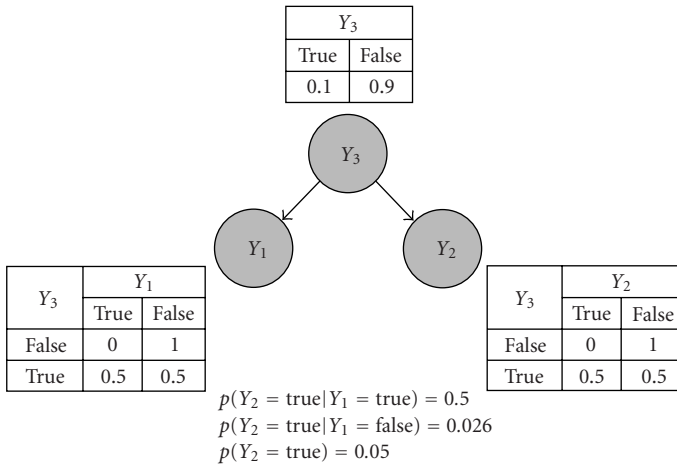 Y3
True False
0.1 0.9
Y3
Y1
Y2
Y3 Y1
True False
False 0 1
True 0.5 0.5
Y3 Y2
True False
False 0 1
True 0.5 0.5
p(Y2 = true|Y1 = true) = 0.5
p(Y2 = true|Y1 = false) = 0.026
p(Y2 = true) = 0.05